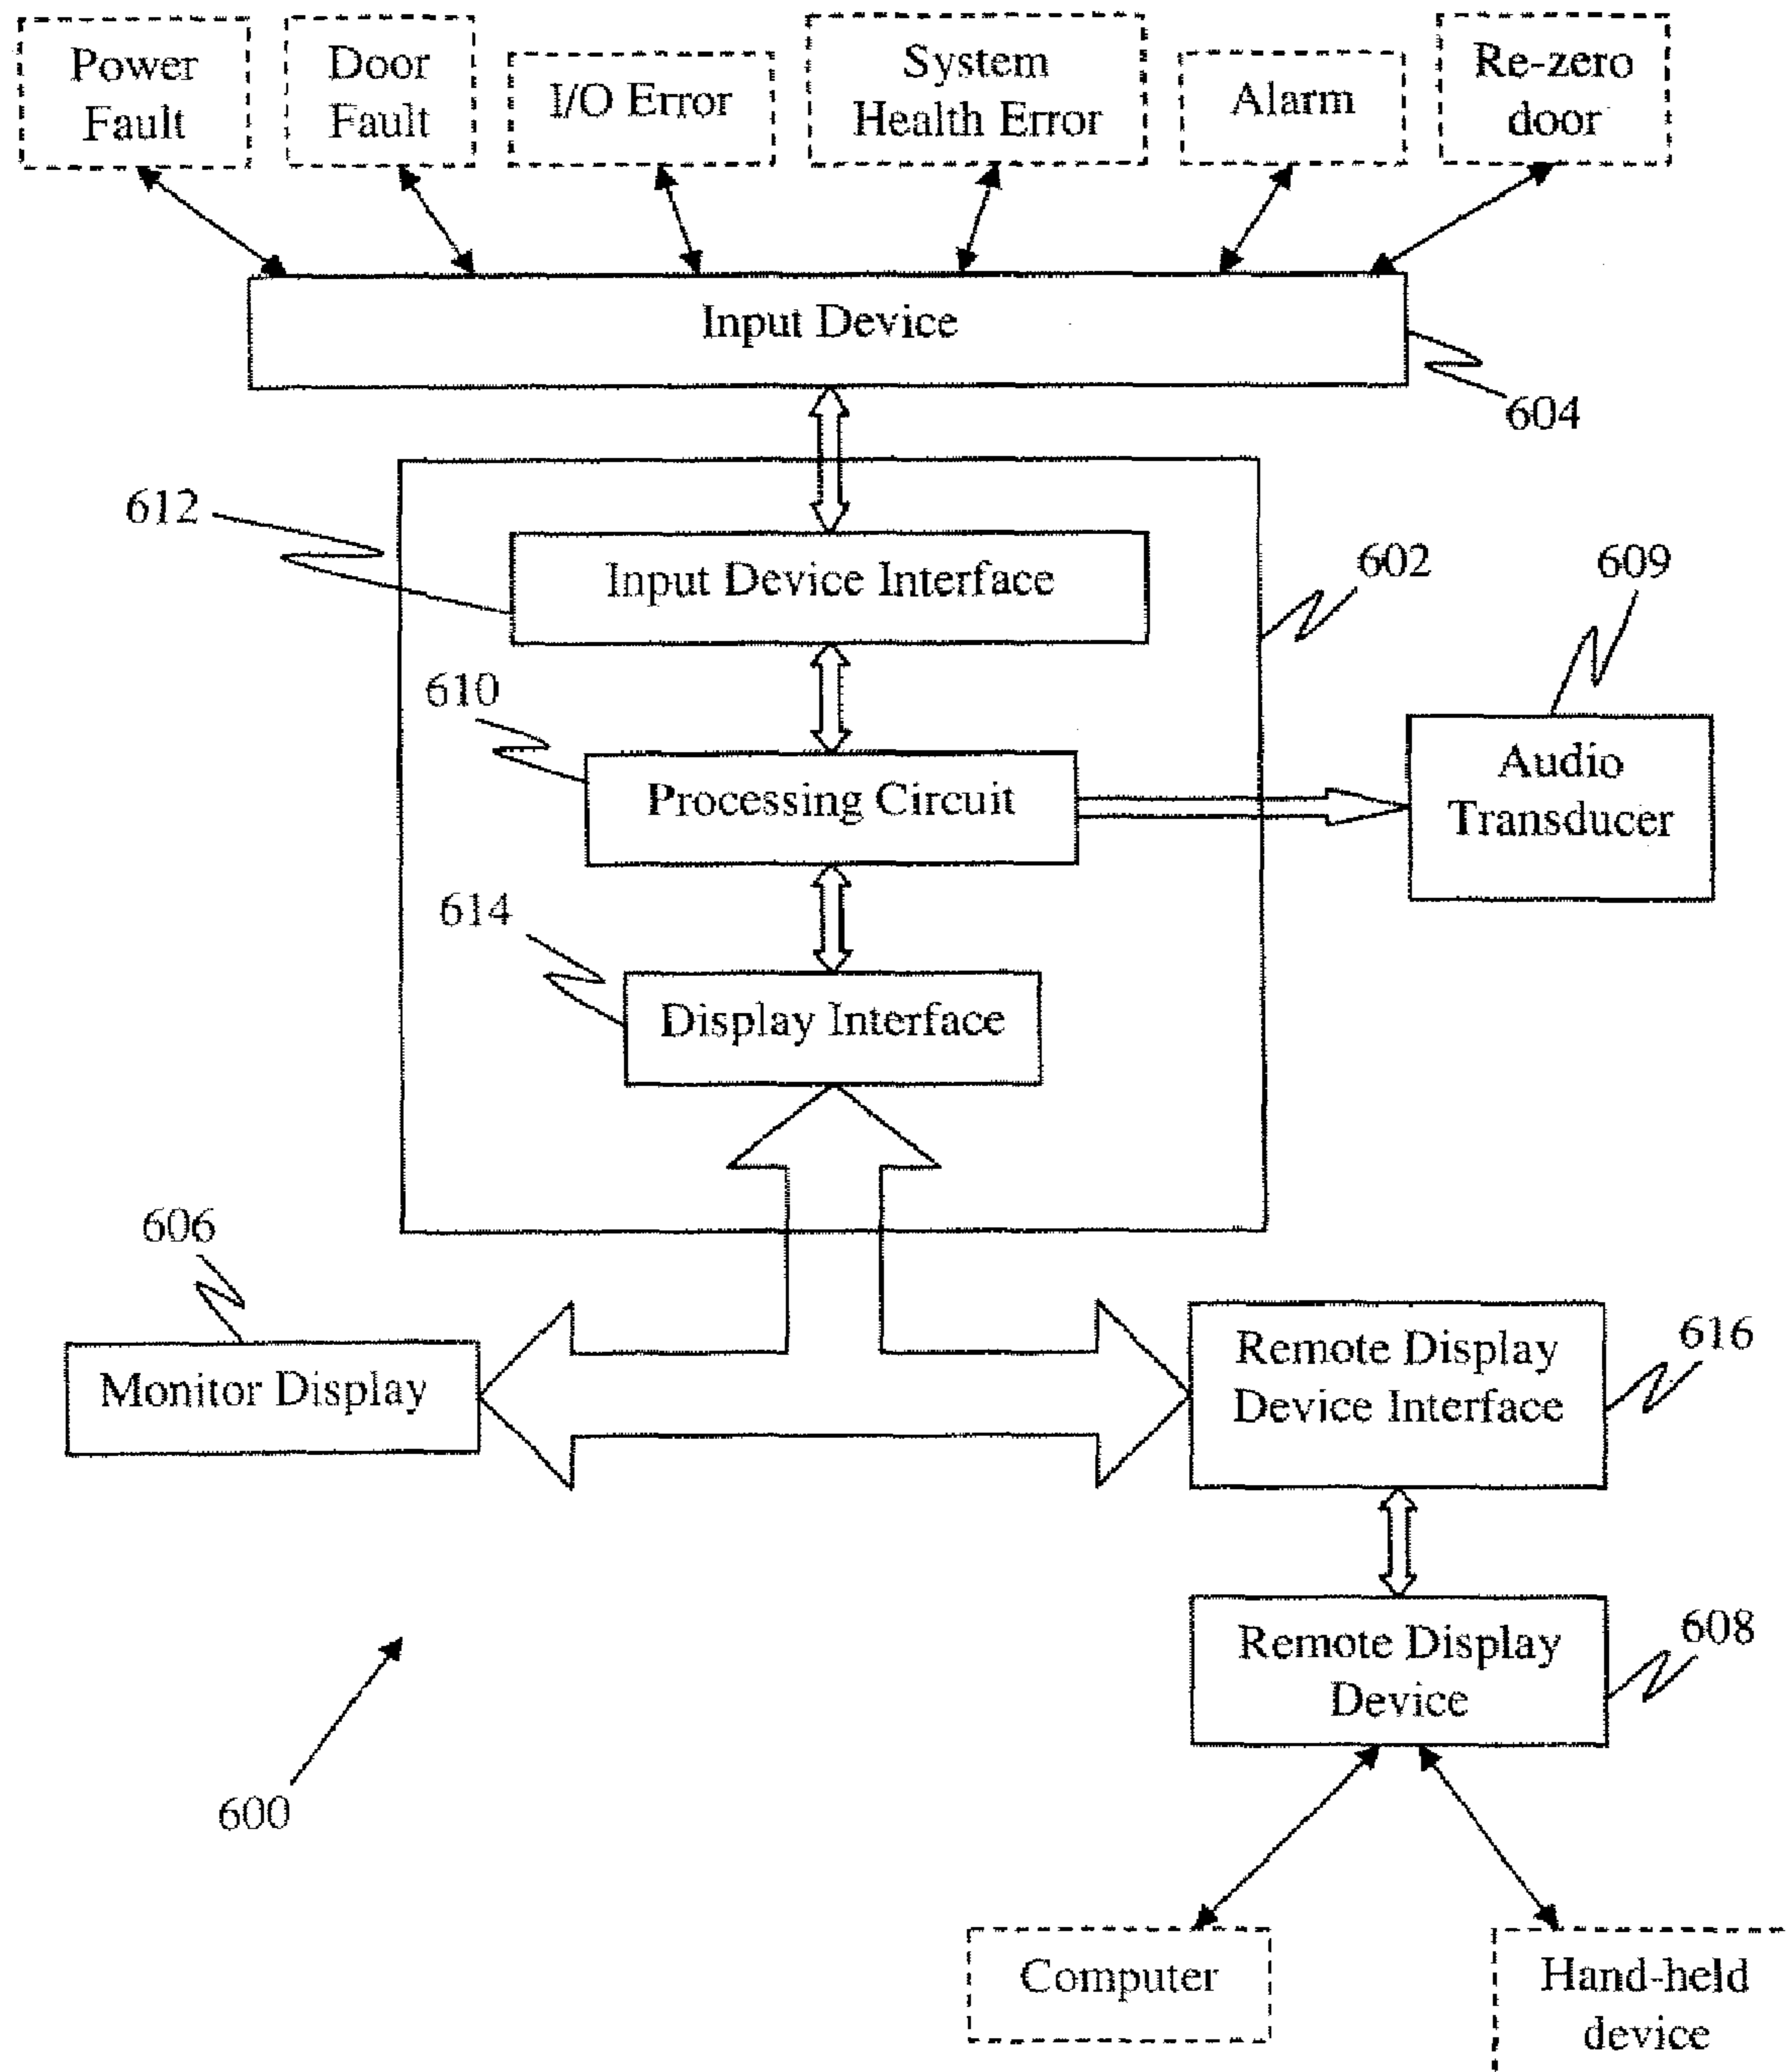 Power
Fault
Door
Fault
I/O Error
System
Health Error
Alarm
Re-zero
door
Input Device
604
612
Input Device Interface
602
609
610
Processing Circuit
Audio
Transducer
614
Display Interface
606
Monitor Display
Remote Display
Device Interface
616
Remote Display
Device
608
600
Computer
Hand-held
device